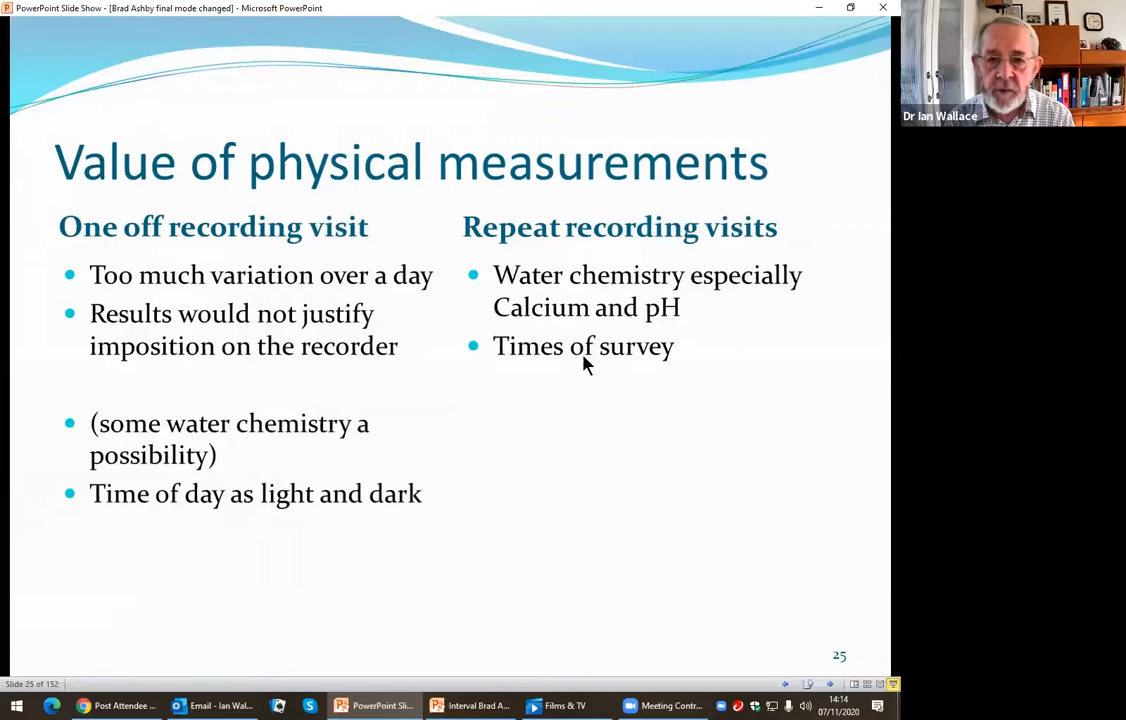 PowerPoint Slide Show - [Brad Ashby final mode changed] - Microsoft PowerPoint
Dr Ian Wallace
Value of physical measurements
One off recording visit
Too much variation over a day
Results would not justify
imposition on the recorder
(some water chemistry a
possibility)
Time of day as light and dark
Repeat recording visits
Water chemistry especially
Calcium and pH
Times of survey
25
Slide 25 of 152
Post Attendee ...
Email - Ian Wal...
PowerPoint Sli...
Interval Brad A...
Films & TV
Meeting Contr...
14:14
07/11/2020